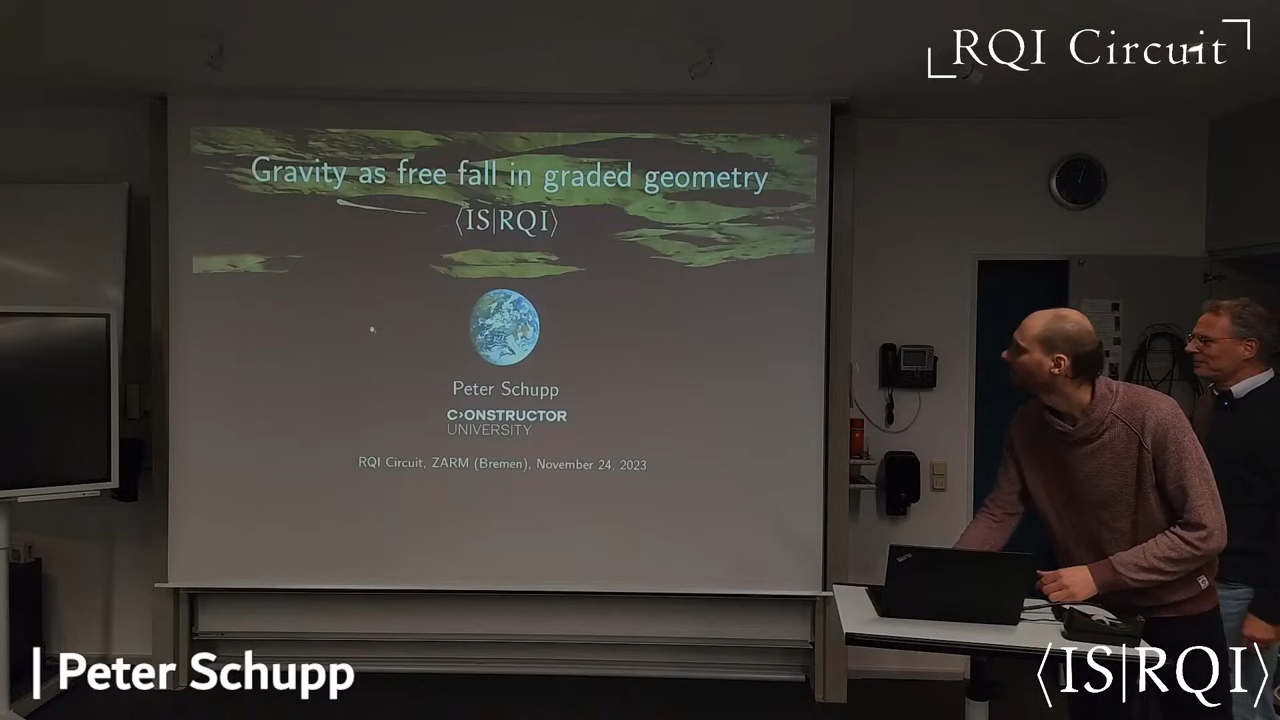 RQI Circuit
Gravity as free fall in graded geometry
⟨IS|RQI⟩
Peter Schupp
C›ONSTRUCTOR
UNIVERSITY
RQI Circuit, ZARM (Bremen), November 24, 2023
| Peter Schupp
⟨IS|RQI⟩